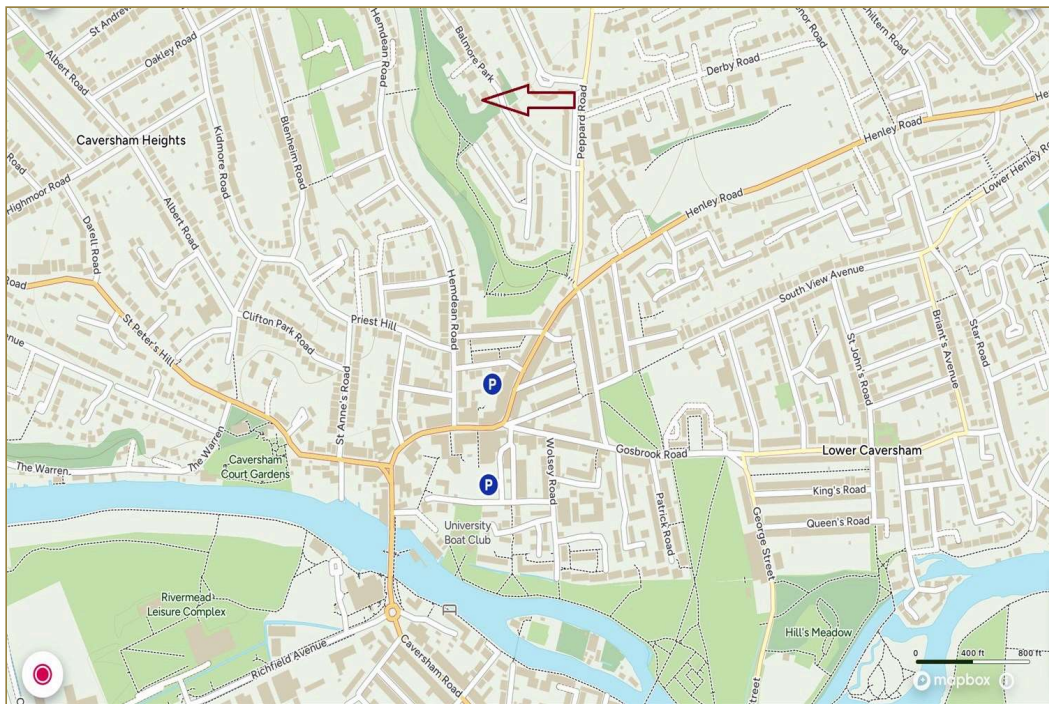 St Andrew
Oakley Road
Albert Road
Hemdean Road
Balmore Park
Derby Road
Peppard Road
Chiltern Road
Henley Road
Caversham Heights
Kidmore Road
Blenheim Road
Highmoor Road
Road
Albert Road
Darell Road
Henley Road
Lower Henley Road
Road
Hemdean Road
South View Avenue
St Peter's Hill
Clifton Park Road
Priest Hill
St Anne's Road
P
St John's Road
Briant's Avenue
Star Road
The Warren
The Warren
Caversham
Court Gardens
Wolsey Road
Gosbrook Road
Lower Caversham
P
Patrick Road
King's Road
Queen's Road
George Street
University
Boat Club
Rivermead
Leisure Complex
Richfield Avenue
Caversham Road
Hill's Meadow
Street
0 400 ft 800 ft
mapbox